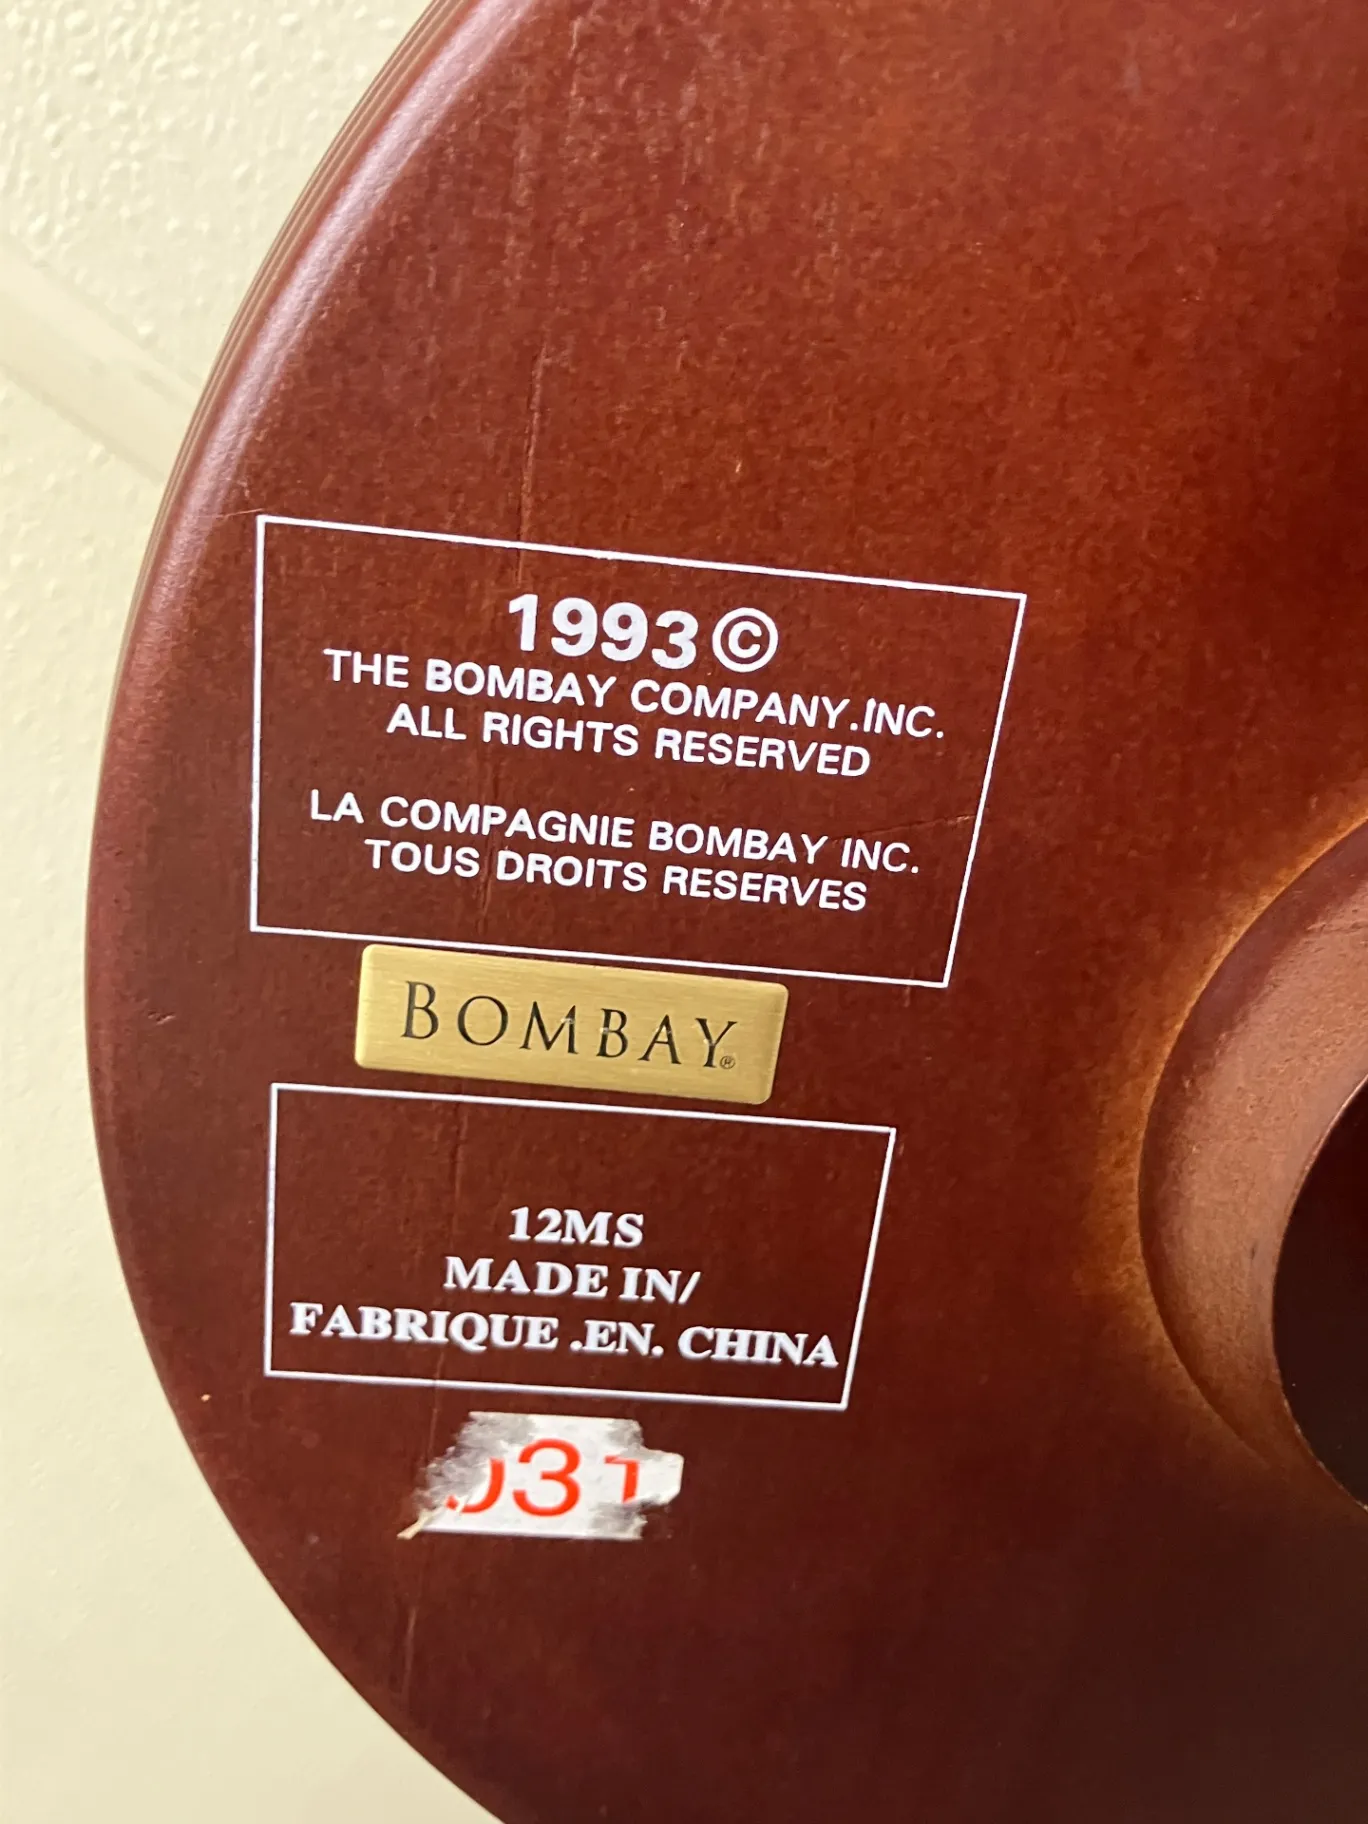 1993©
THE BOMBAY COMPANY.INC.
ALL RIGHTS RESERVED
LA COMPAGNIE BOMBAY INC.
TOUS DROITS RESERVES
BOMBAY®
12MS
MADE IN/
FABRIQUE .EN. CHINA